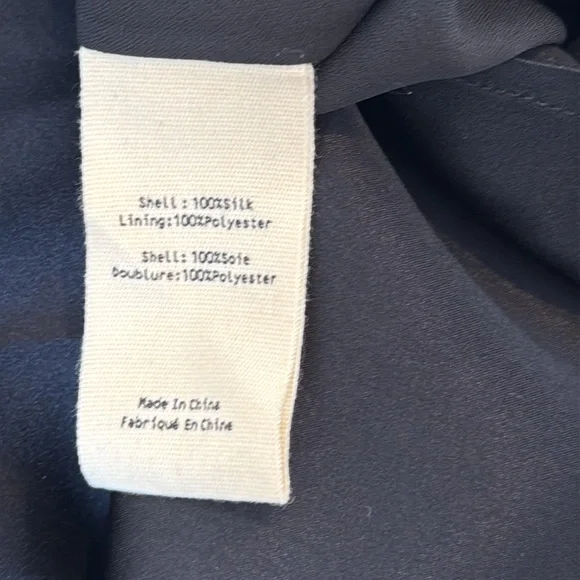 Shell: 100%Silk
Lining:100%Polyester
Shell: 100%Soie
Doublure:100%Polyester
Made In China
Fabriqué En Chine